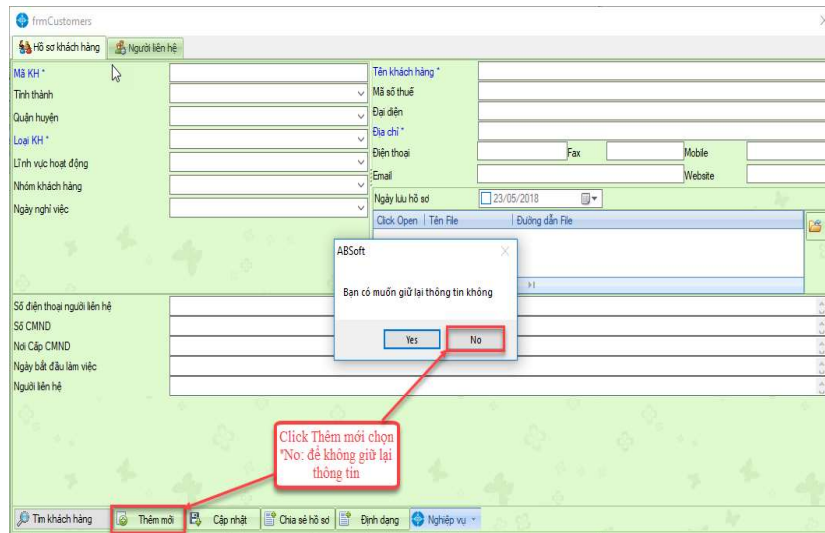 frmCustomers
Hồ sơ khách hàng
Người liên hệ
Mã KH *
Tỉnh thành
Quận huyện
Loại KH *
Lĩnh vực hoạt động
Nhóm khách hàng
Ngày nghỉ việc
Tên khách hàng *
Mã số thuế
Đại diện
Địa chỉ *
Điện thoại
Fax
Mobile
Email
Website
Ngày lưu hồ sơ
23/05/2018
Click Open
Tên File
Đường dẫn File
ABSoft
Bạn có muốn giữ lại thông tin không
Yes
No
Số điện thoại người liên hệ
Số CMND
Nơi Cấp CMND
Ngày bắt đầu làm việc
Người liên hệ
Click Thêm mới chọn
"No: để không giữ lại
thông tin
Tìm khách hàng
Thêm mới
Cập nhật
Chia sẻ hồ sơ
Định dạng
Nghiệp vụ